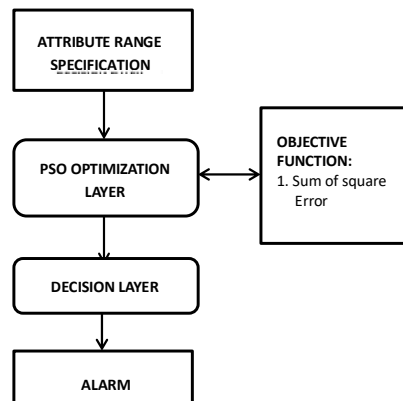 ATTRIBUTE RANGE
SPECIFICATION
PSO OPTIMIZATION
LAYER
OBJECTIVE
FUNCTION:
1. Sum of square
Error
DECISION LAYER
ALARM